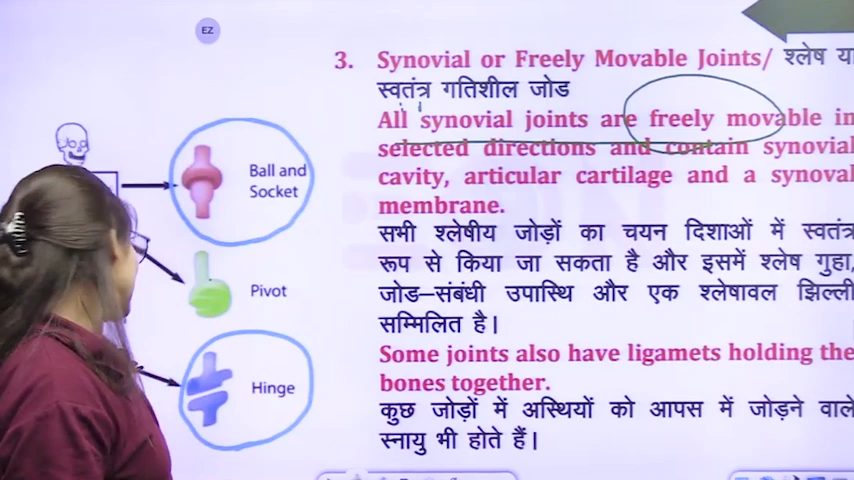 EZ
3. Synovial or Freely Movable Joints/ श्लेष या
स्वतंत्र गतिशील जोड
All synovial joints are freely movable in
selected directions and contain synovial
cavity, articular cartilage and a synoval
membrane.
सभी श्लेषीय जोड़ों का चयन दिशाओं में स्वतंत्र
रूप से किया जा सकता है और इसमें श्लेष गुहा,
जोड–संबंधी उपास्थि और एक श्लेषावल झिल्ली
सम्मिलित है।
Some joints also have ligamets holding the
bones together.
कुछ जोड़ों में अस्थियों को आपस में जोड़ने वाले
स्नायु भी होते हैं।
Ball and
Socket
Pivot
Hinge